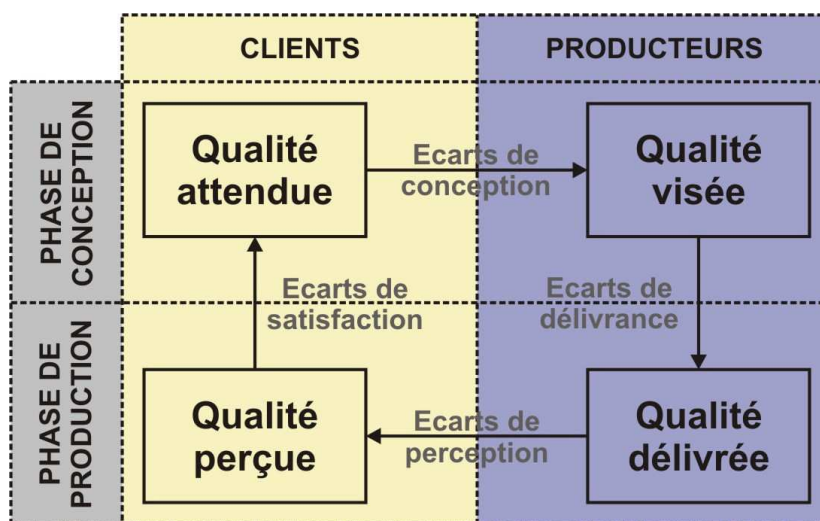 CLIENTS
PRODUCTEURS
PHASE DE
CONCEPTION
Qualité
attendue
Ecarts de
conception
Qualité
visée
Ecarts de
satisfaction
Ecarts de
délivrance
PHASE DE
PRODUCTION
Qualité
perçue
Ecarts de
perception
Qualité
délivrée